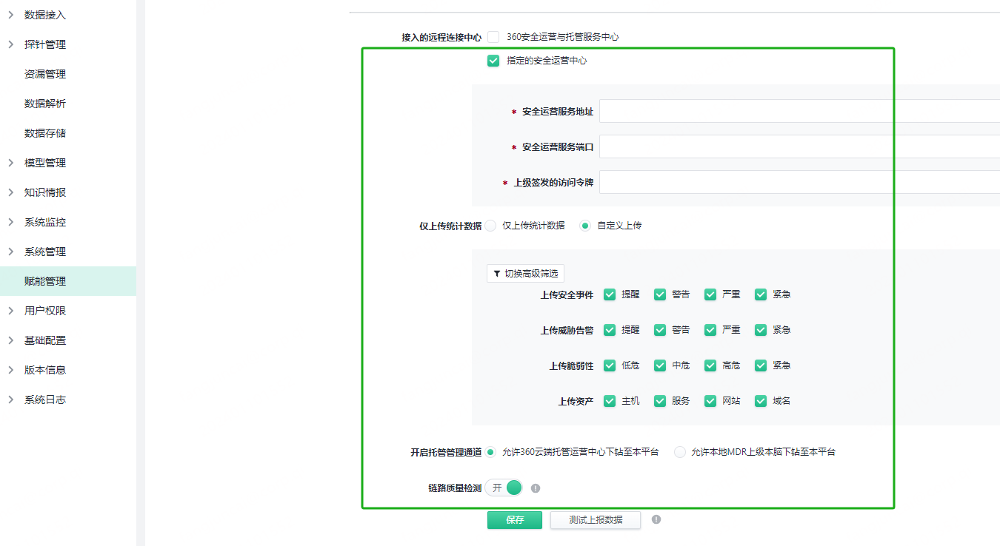 数据接入
探针管理
资漏管理
数据解析
数据存储
模型管理
知识情报
系统监控
系统管理
赋能管理
用户权限
基础配置
版本信息
系统日志
接入的远程连接中心 360安全运营与托管服务中心
指定的安全运营中心
* 安全运营服务地址
* 安全运营服务端口
* 上级签发的访问令牌
仅上传统计数据 仅上传统计数据 自定义上传
切换高级筛选
上传安全事件 提醒 警告 严重 紧急
上传威胁告警 提醒 警告 严重 紧急
上传脆弱性 低危 中危 高危 紧急
上传资产 主机 服务 网站 域名
开启托管管理通道 允许360云端托管运营中心下钻至本平台 允许本地MDR上级本脑下钻至本平台
链路质量检测 开
保存 测试上报数据